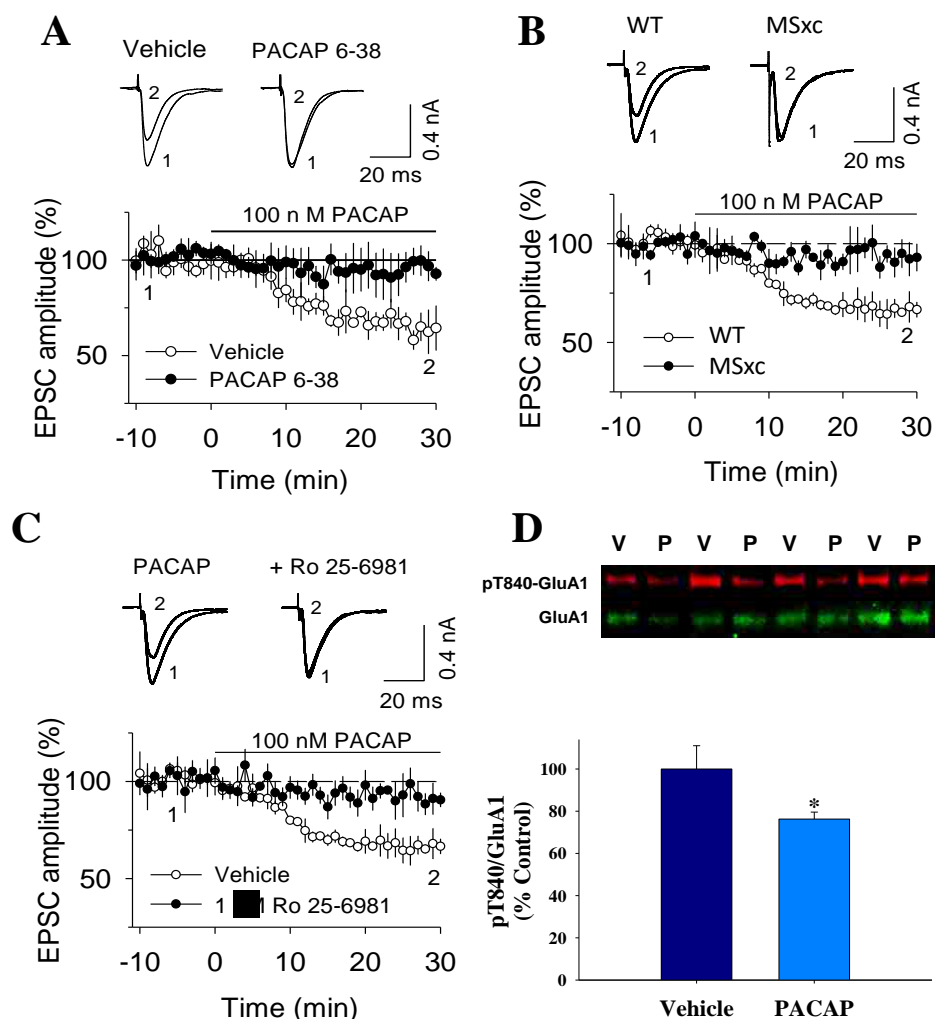 A
Vehicle
PACAP 6-38
2
1
2
1
0.4 nA
20 ms
100 n M PACAP
EPSC amplitude (%)
100
50
1
2
Vehicle
PACAP 6-38
-10 0 10 20 30
Time (min)
B
WT
MSxc
2
1
2
1
0.4 nA
20 ms
100 n M PACAP
EPSC amplitude (%)
100
50
1
2
WT
MSxc
-10 0 10 20 30
Time (min)
C
PACAP
+ Ro 25-6981
2
1
2
1
0.4 nA
20 ms
100 nM PACAP
EPSC amplitude (%)
100
50
1
2
Vehicle
1 M Ro 25-6981
-10 0 10 20 30
Time (min)
D
V P V P V P V P
pT840-GluA1
GluA1
pT840/GluA1
(% Control)
100
80
60
40
20
0
*
Vehicle PACAP